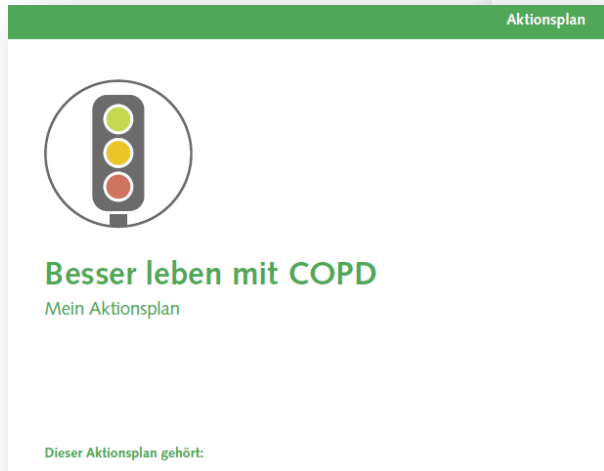 Aktionsplan
Besser leben mit COPD
Mein Aktionsplan
Dieser Aktionsplan gehört: